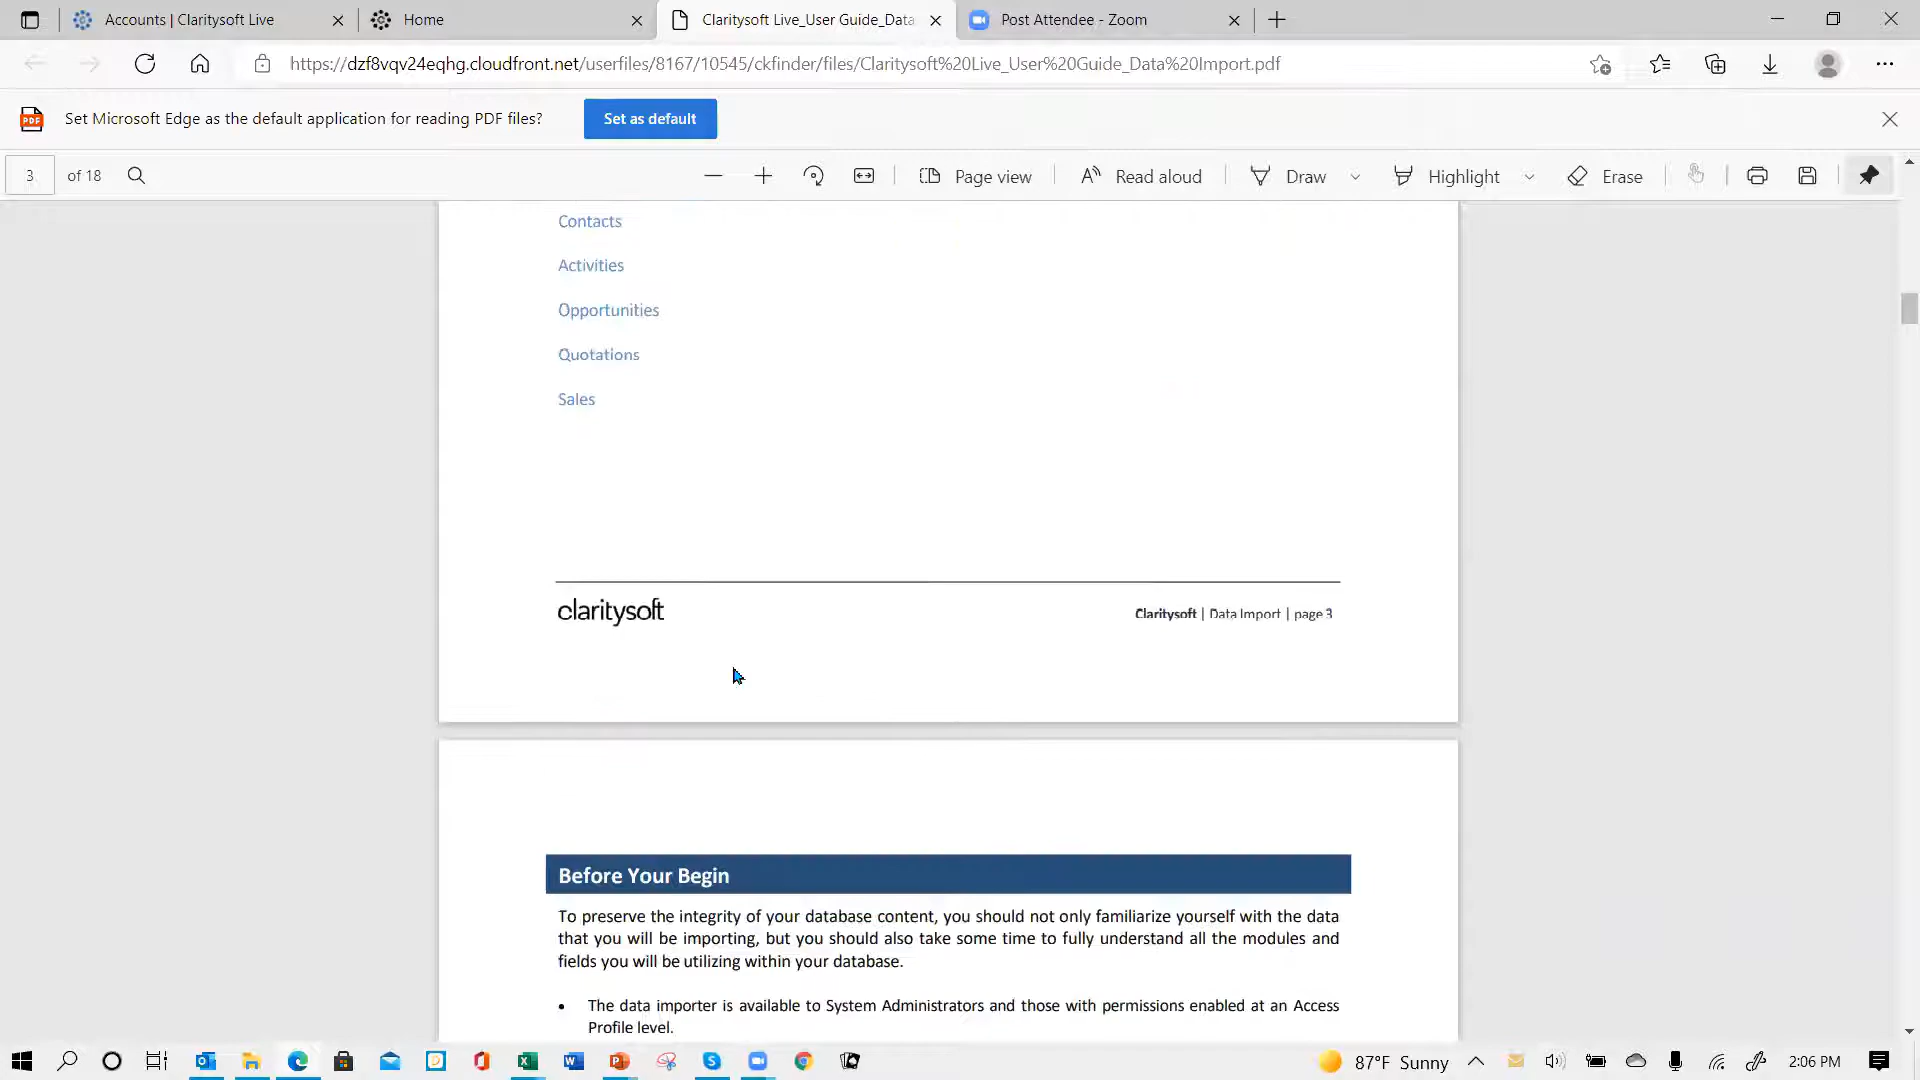 Accounts | Claritysoft Live
Home
Claritysoft Live_User Guide_Data
Post Attendee - Zoom
https://dzf8vqv24eqhg.cloudfront.net/userfiles/8167/10545/ckfinder/files/Claritysoft%20Live_User%20Guide_Data%20Import.pdf
PDF Set Microsoft Edge as the default application for reading PDF files? Set as default
3 of 18 Page view Read aloud Draw Highlight Erase
Contacts
Activities
Opportunities
Quotations
Sales
claritysoft
Claritysoft | Data Import | page 3
Before Your Begin
To preserve the integrity of your database content, you should not only familiarize yourself with the data
that you will be importing, but you should also take some time to fully understand all the modules and
fields you will be utilizing within your database.
• The data importer is available to System Administrators and those with permissions enabled at an Access
Profile level.
87°F Sunny 2:06 PM